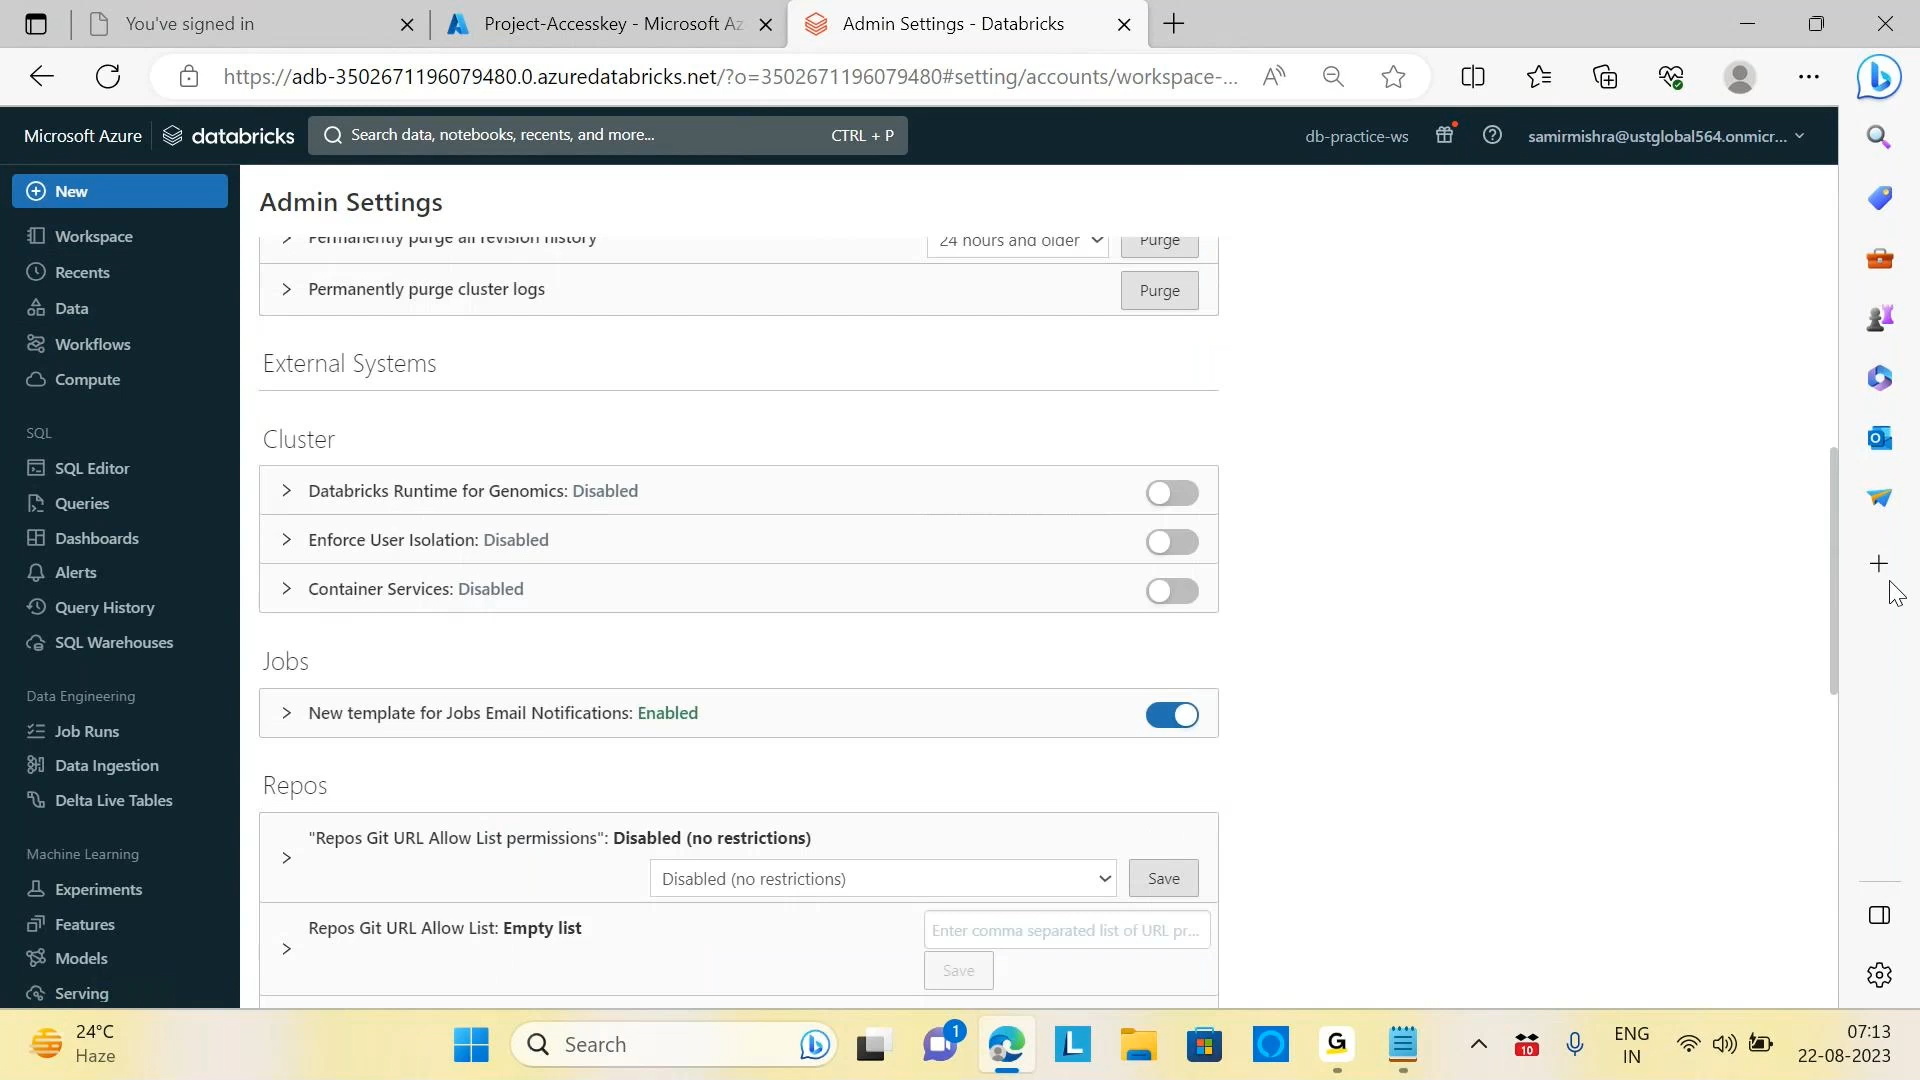 You've signed in
Project-Accesskey - Microsoft Az
Admin Settings - Databricks
https://adb-3502671196079480.0.azuredatabricks.net/?o=3502671196079480#setting/accounts/workspace-...
Microsoft Azure
databricks
Search data, notebooks, recents, and more...
CTRL + P
db-practice-ws
samirmishra@ustglobal564.onmicr...
New
Workspace
Recents
Data
Workflows
Compute
SQL
SQL Editor
Queries
Dashboards
Alerts
Query History
SQL Warehouses
Data Engineering
Job Runs
Data Ingestion
Delta Live Tables
Machine Learning
Experiments
Features
Models
Serving
Admin Settings
Permanently purge all revision history
24 hours and older
Purge
Permanently purge cluster logs
Purge
External Systems
Cluster
Databricks Runtime for Genomics: Disabled
Enforce User Isolation: Disabled
Container Services: Disabled
Jobs
New template for Jobs Email Notifications: Enabled
Repos
"Repos Git URL Allow List permissions": Disabled (no restrictions)
Disabled (no restrictions)
Save
Repos Git URL Allow List: Empty list
Enter comma separated list of URL pr...
Save
24°C
Haze
Search
1
L
G
10
ENG
IN
07:13
22-08-2023